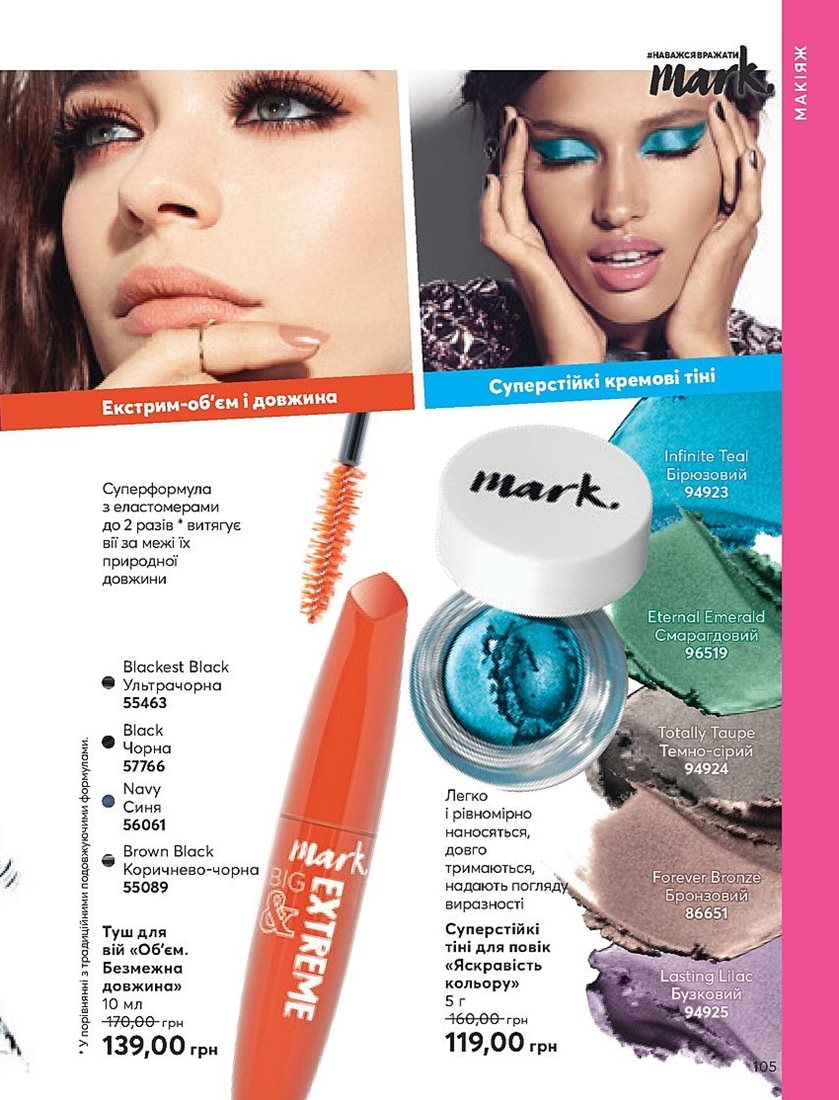 #НАВАЖСЯВРАЖАТИ
mark.
МАКІЯЖ
Екстрим-об'єм і довжина
Суперстійкі кремові тіні
Суперформула
з еластомерами
до 2 разів * витягує
вії за межі їх
природної
довжини
Blackest Black
Ультрачорна
55463
Black
Чорна
57766
Navy
Синя
56061
Brown Black
Коричнево-чорна
55089
Туш для
вій «Об'єм.
Безмежна
довжина»
10 мл
170,00 грн
139,00 грн
* У порівнянні з традиційними подовжуючими формулами.
mark.
BIG
&
EXTREME
mark.
Infinite Teal
Бірюзовий
94923
Eternal Emerald
Смарагдовий
96519
Totally Taupe
Темно-сірий
94924
Forever Bronze
Бронзовий
86651
Lasting Lilac
Бузковий
94925
Легко
і рівномірно
наносяться,
довго
тримаються,
надають погляду
виразності
Суперстійкі
тіні для повік
«Яскравість
кольору»
5 г
160,00 грн
119,00 грн
105